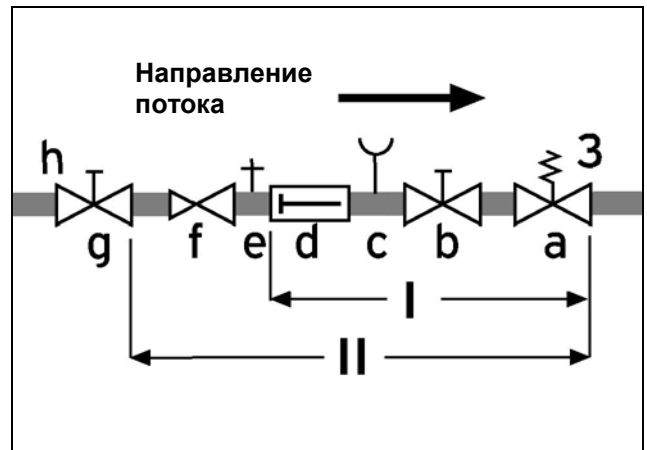 Направление
потока
h 3
g f e d c b a
I
II